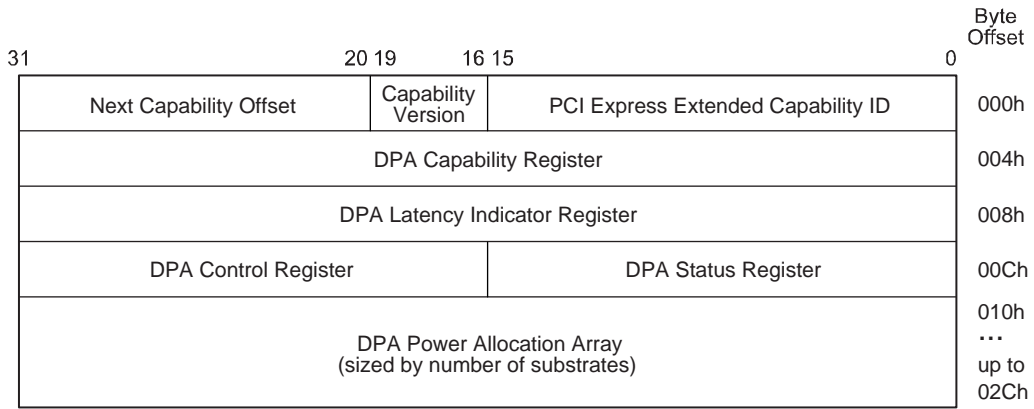 Byte
Offset
31 20 19 16 15 0
Next Capability Offset
Capability
Version
PCI Express Extended Capability ID
000h
DPA Capability Register
004h
DPA Latency Indicator Register
008h
DPA Control Register
DPA Status Register
00Ch
DPA Power Allocation Array
(sized by number of substrates)
010h
...
up to
02Ch